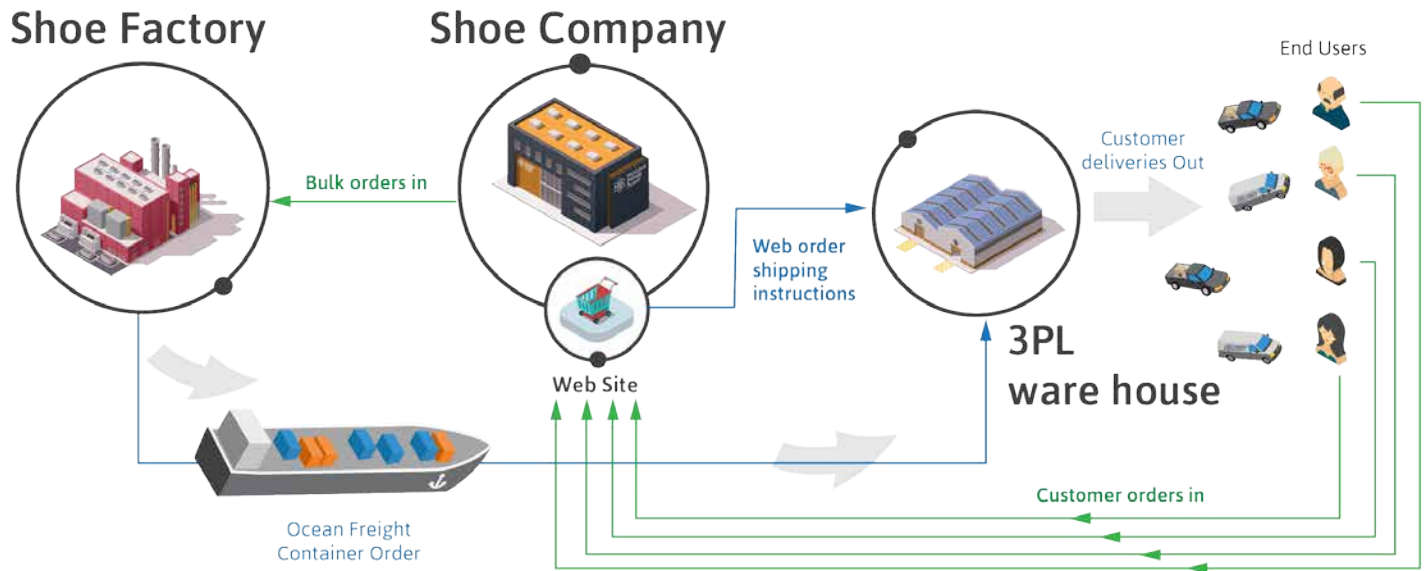 Shoe Factory
Shoe Company
End Users
Customer
deliveries Out
Bulk orders in
Web order
shipping
instructions
3PL
ware house
Web Site
Customer orders in
Ocean Freight
Container Order